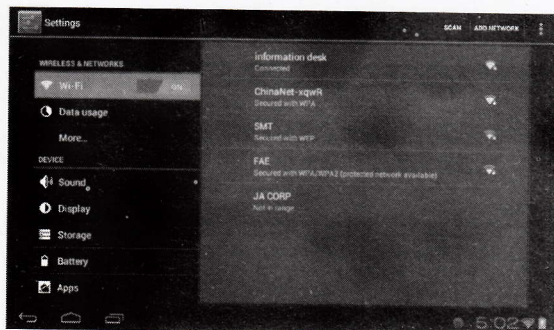 Settings
SCAN ADD NETWORK
WIRELESS & NETWORKS
Wi-Fi ON
Data usage
More...
DEVICE
Sound
Display
Storage
Battery
Apps
information desk
Connected
ChinaNet-xqwR
Secured with WPA
SMT
Secured with WEP
FAE
Secured with WPA/WPA2 (protected network available)
JA CORP
Not in range
5:02